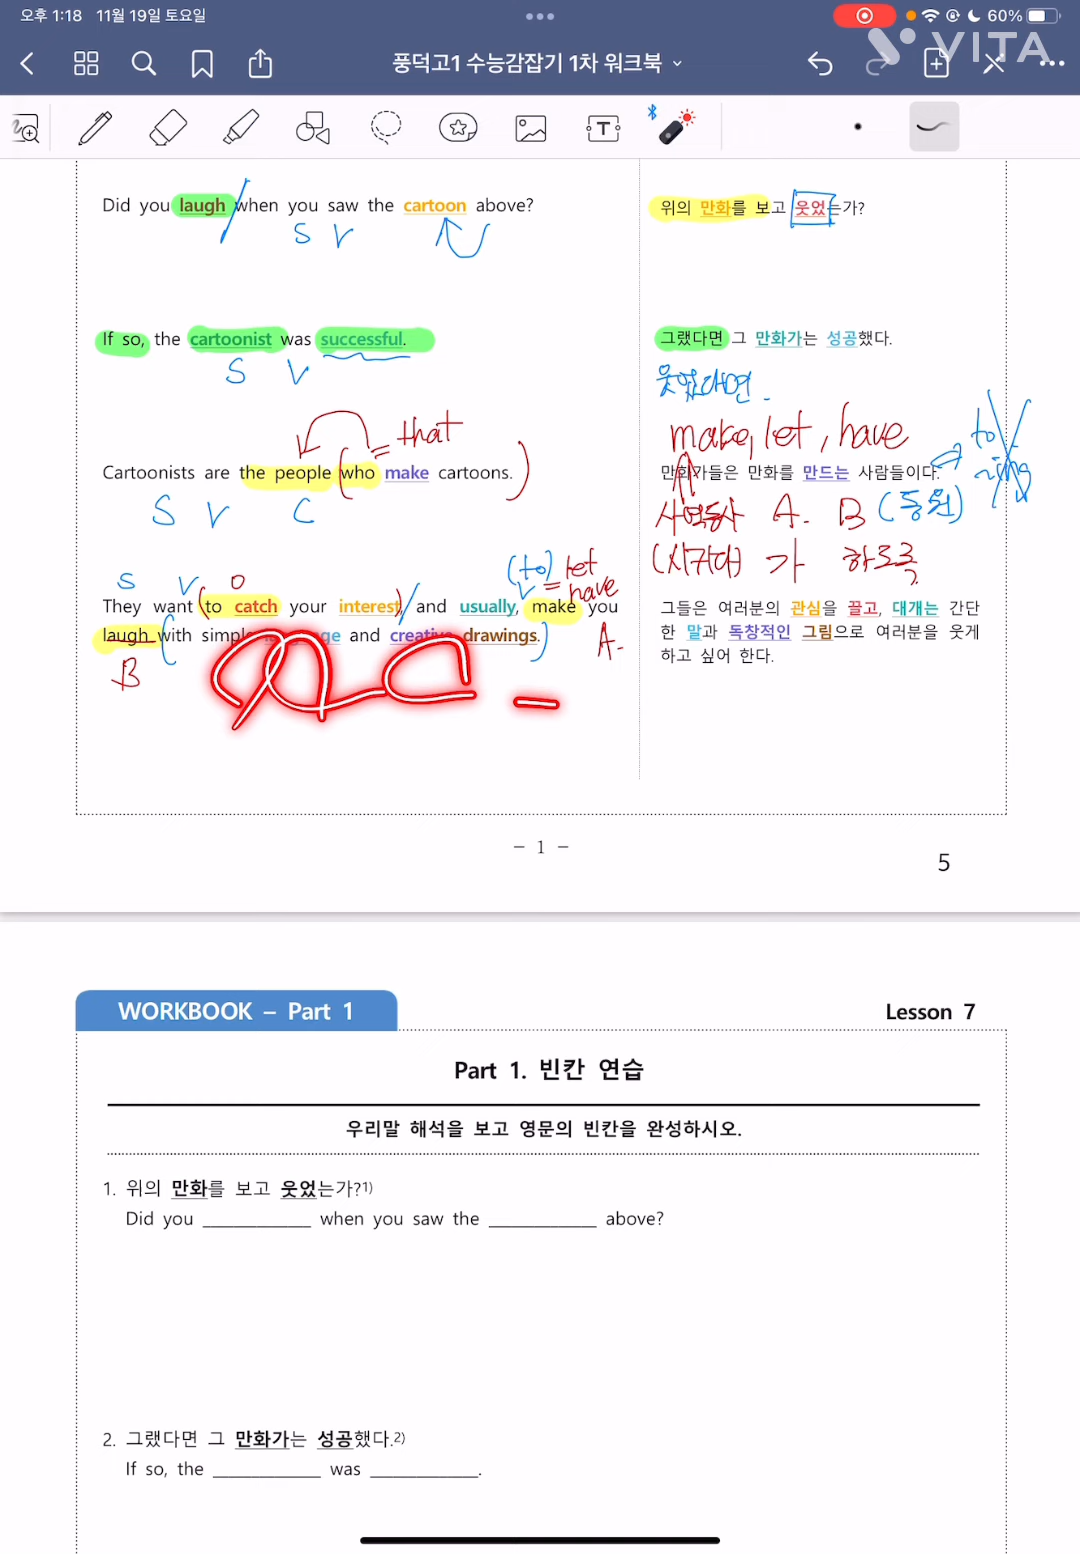 오후 1:18 11월 19일 토요일
60%
풍덕고1 수능감잡기 1차 워크북
VITA
T
Did you laugh when you saw the cartoon above?
위의 만화를 보고 웃었는가?
S V
If so, the cartoonist was successful.
그랬다면 그 만화가는 성공했다.
S V
웃었다면.
= that
make, let, have
to
Cartoonists are the people who make cartoons.
만화가들은 만화를 만드는 사람들이다.
~ing
S V C
사역동사 A. B (동원)
(시키다) 가 하도록
S V O
(to) let
V = have
They want to catch your interest, and usually, make you
laugh with simple ge and creative drawings.
A.
B
그들은 여러분의 관심을 끌고, 대개는 간단
한 말과 독창적인 그림으로 여러분을 웃게
하고 싶어 한다.
- 1 -
5
WORKBOOK – Part 1
Lesson 7
Part 1. 빈칸 연습
우리말 해석을 보고 영문의 빈칸을 완성하시오.
1. 위의 만화를 보고 웃었는가?1)
Did you ____________ when you saw the ____________ above?
2. 그랬다면 그 만화가는 성공했다.2)
If so, the ____________ was ____________.